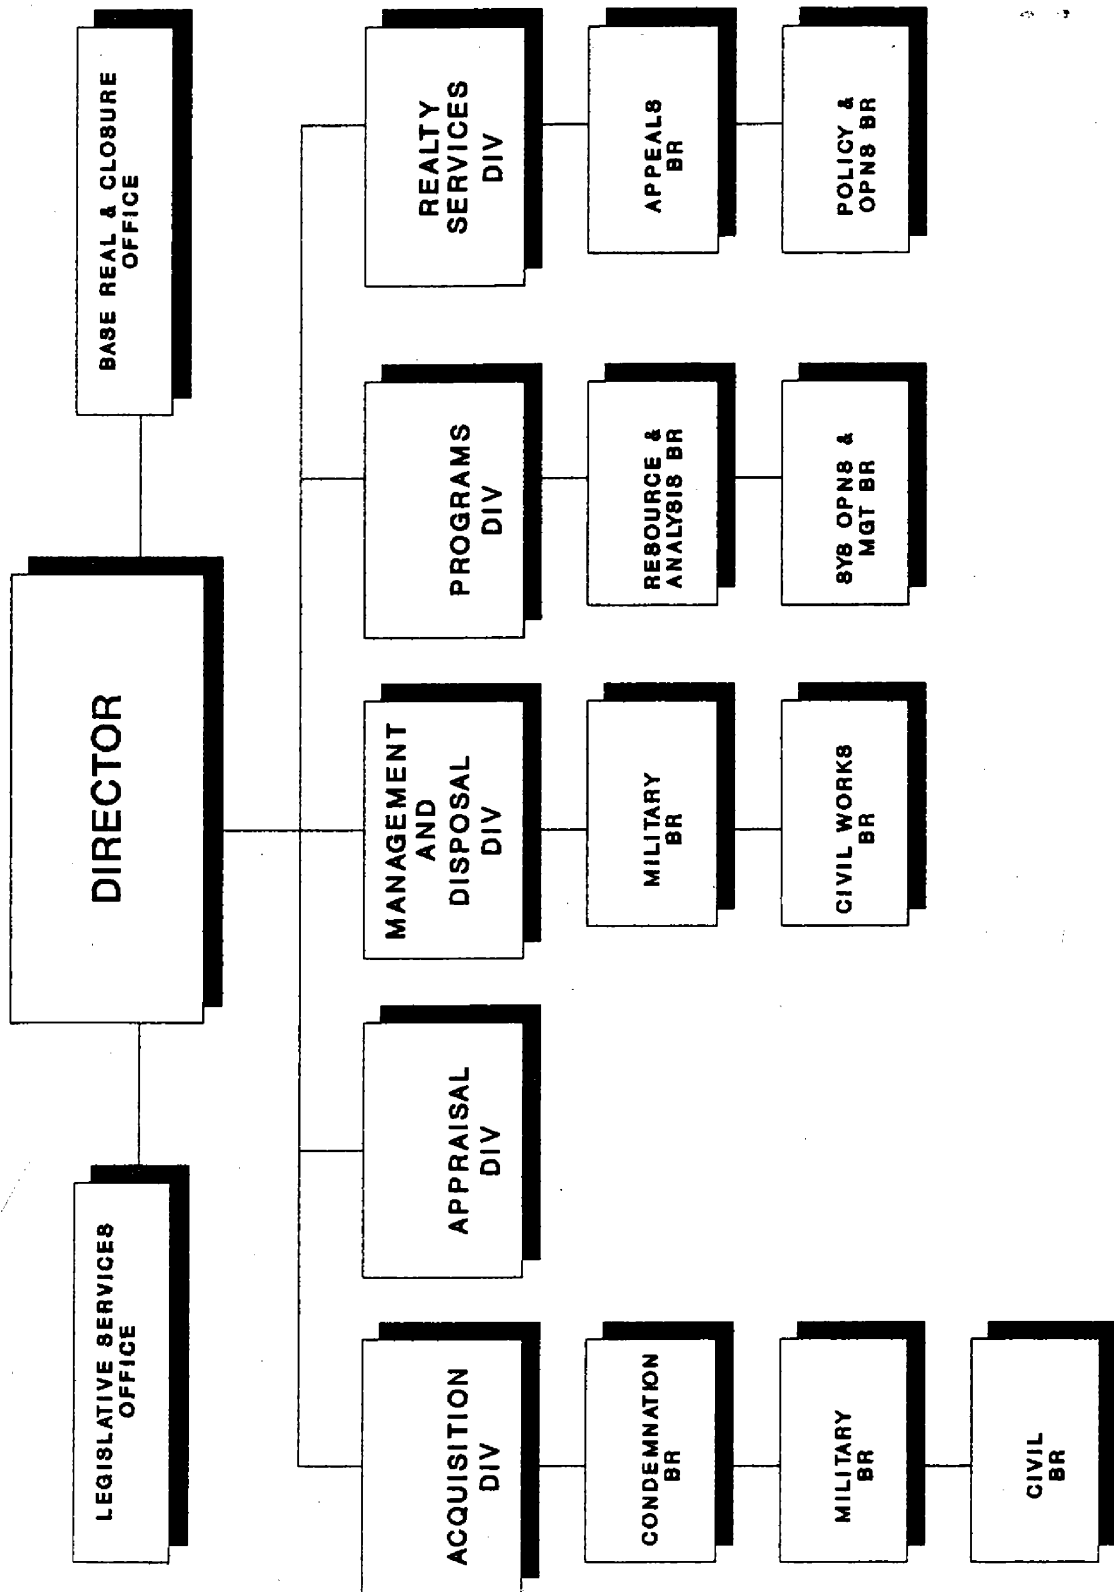 DIRECTOR
LEGISLATIVE SERVICES
OFFICE
BASE REAL & CLOSURE
OFFICE
ACQUISITION
DIV
APPRAISAL
DIV
MANAGEMENT
AND
DISPOSAL
DIV
PROGRAMS
DIV
REALTY
SERVICES
DIV
CONDEMNATION
BR
MILITARY
BR
RESOURCE &
ANALYSIS BR
APPEALS
BR
MILITARY
BR
CIVIL WORKS
BR
SYS OPNS &
MGT BR
POLICY &
OPNS BR
CIVIL
BR